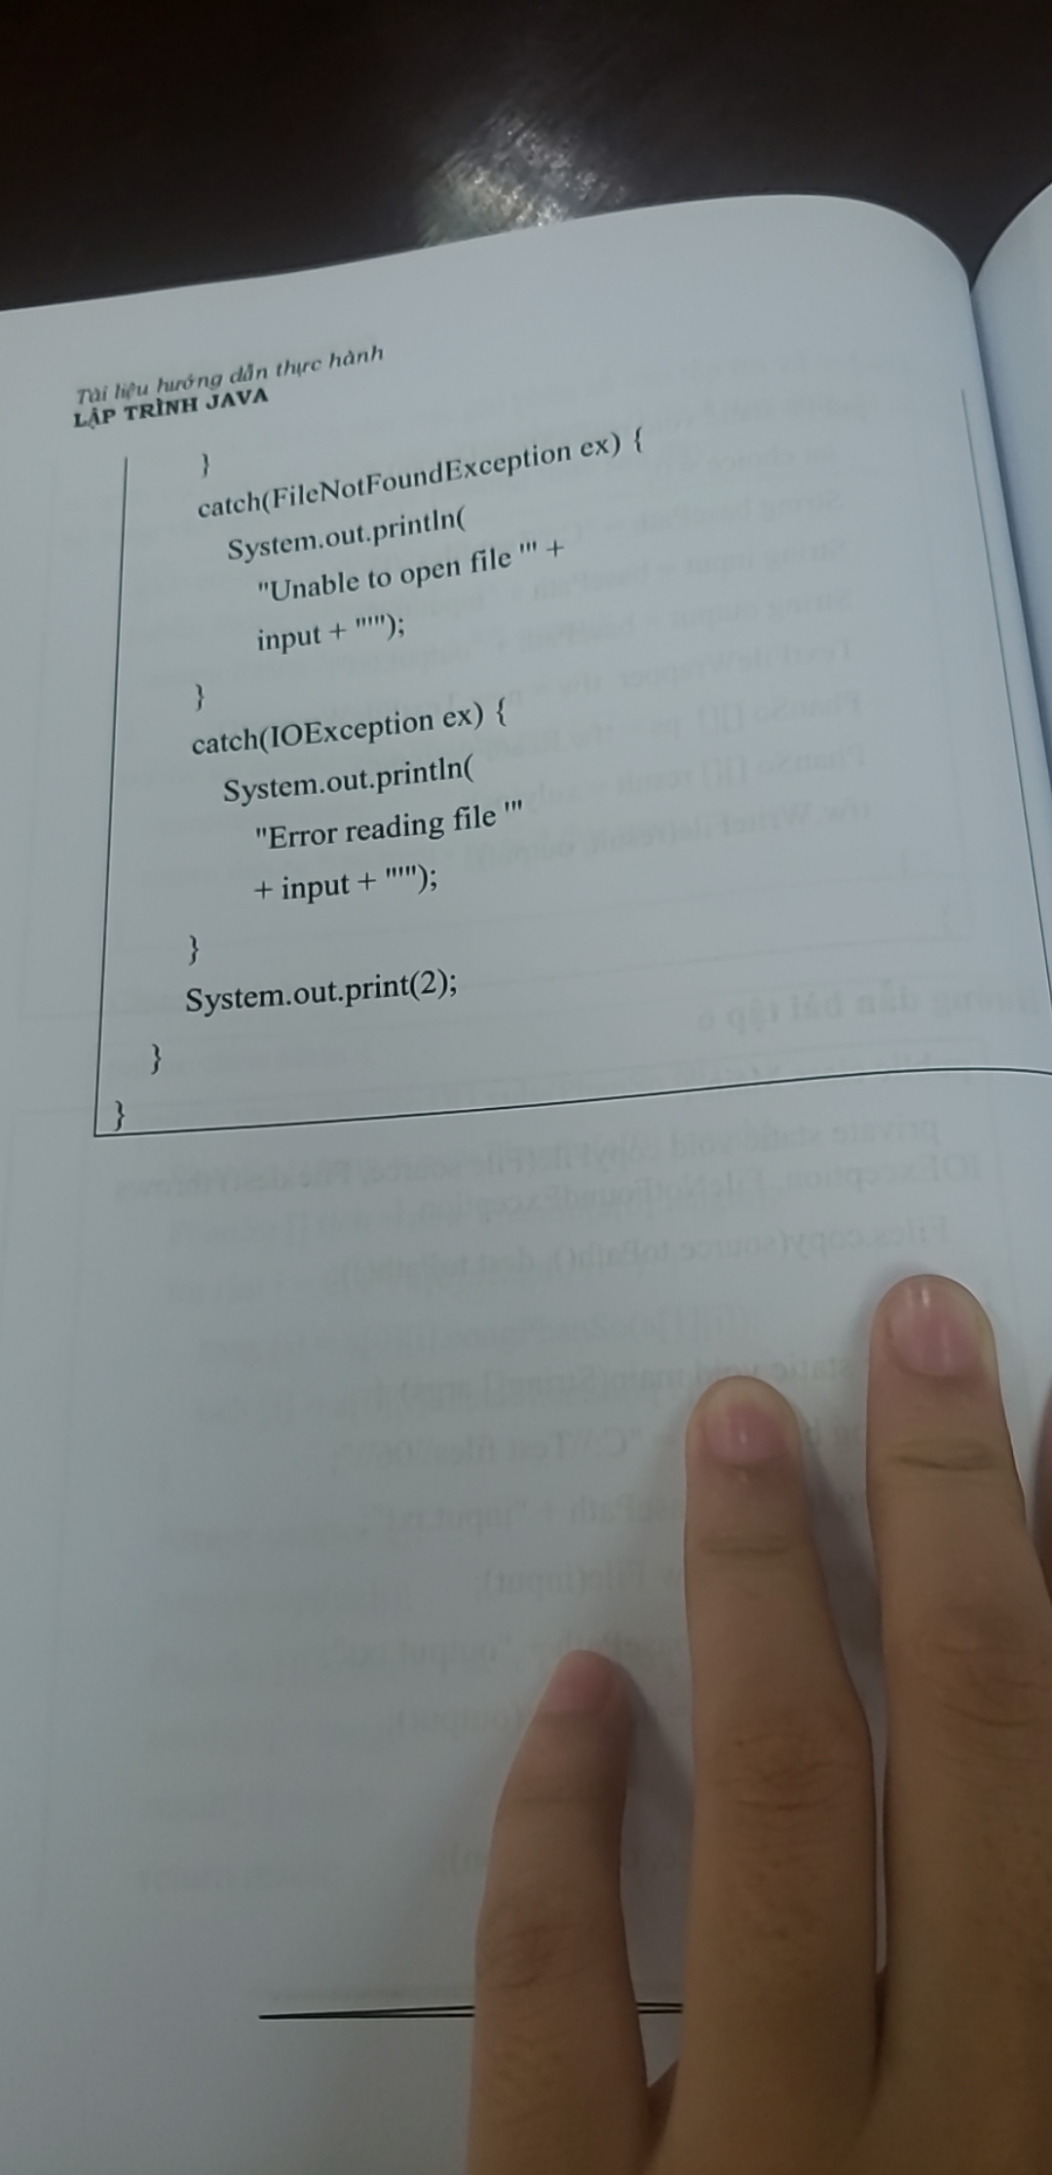 Tài liệu hướng dẫn thực hành
LẬP TRÌNH JAVA
}
catch(FileNotFoundException ex) {
System.out.println(
"Unable to open file '" +
input + "'");
}
catch(IOException ex) {
System.out.println(
"Error reading file '"
+ input + "'");
}
System.out.print(2);
}
}